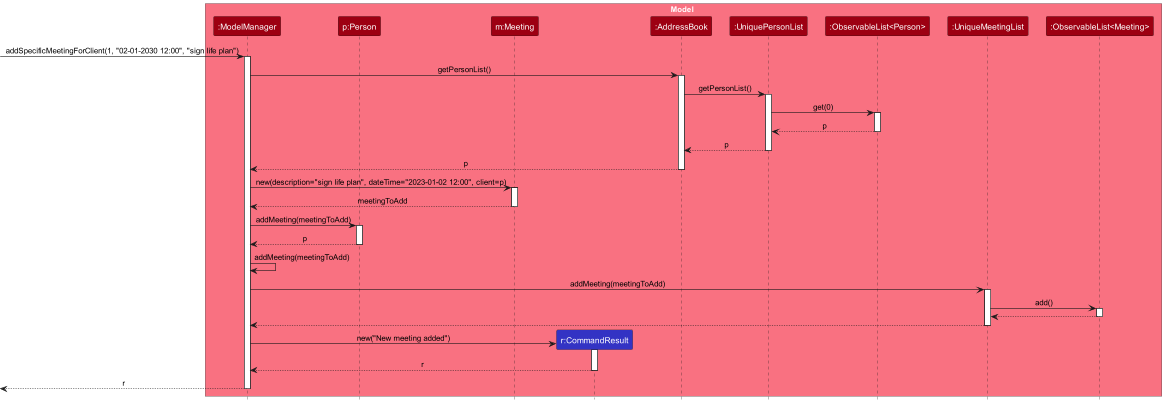 Model
:ModelManager
p:Person
m:Meeting
:AddressBook
:UniquePersonList
:ObservableList<Person>
:UniqueMeetingList
:ObservableList<Meeting>
addSpecificMeetingForClient(1, "02-01-2030 12:00", "sign life plan")
getPersonList()
getPersonList()
get(0)
p
p
p
new(description="sign life plan", dateTime="2023-01-02 12:00", client=p)
meetingToAdd
addMeeting(meetingToAdd)
p
addMeeting(meetingToAdd)
addMeeting(meetingToAdd)
add()
new("New meeting added")
r:CommandResult
r
r